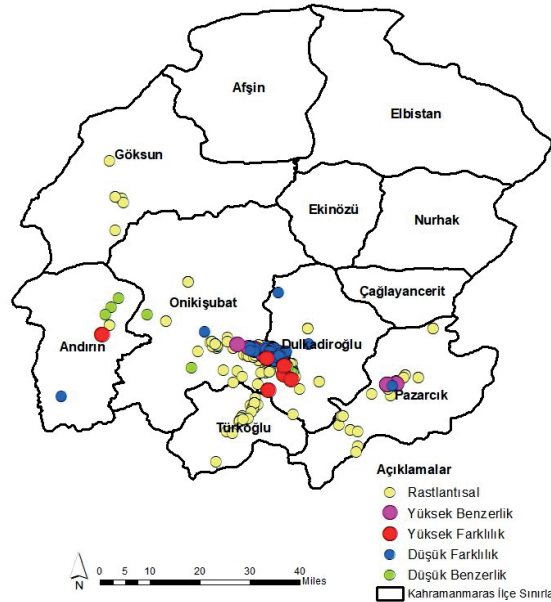 Afşin
Elbistan
Göksun
Ekinözü
Nurhak
Onikişubat
Çağlayancerit
Andırın
Dulkadiroğlu
Pazarcık
Türkoğlu
Açıklamalar
Rastlantısal
Yüksek Benzerlik
Yüksek Farklılık
Düşük Farklılık
Düşük Benzerlik
Kahramanmaras İlçe Sınırla
N
0 5 10 20 30 40
Miles